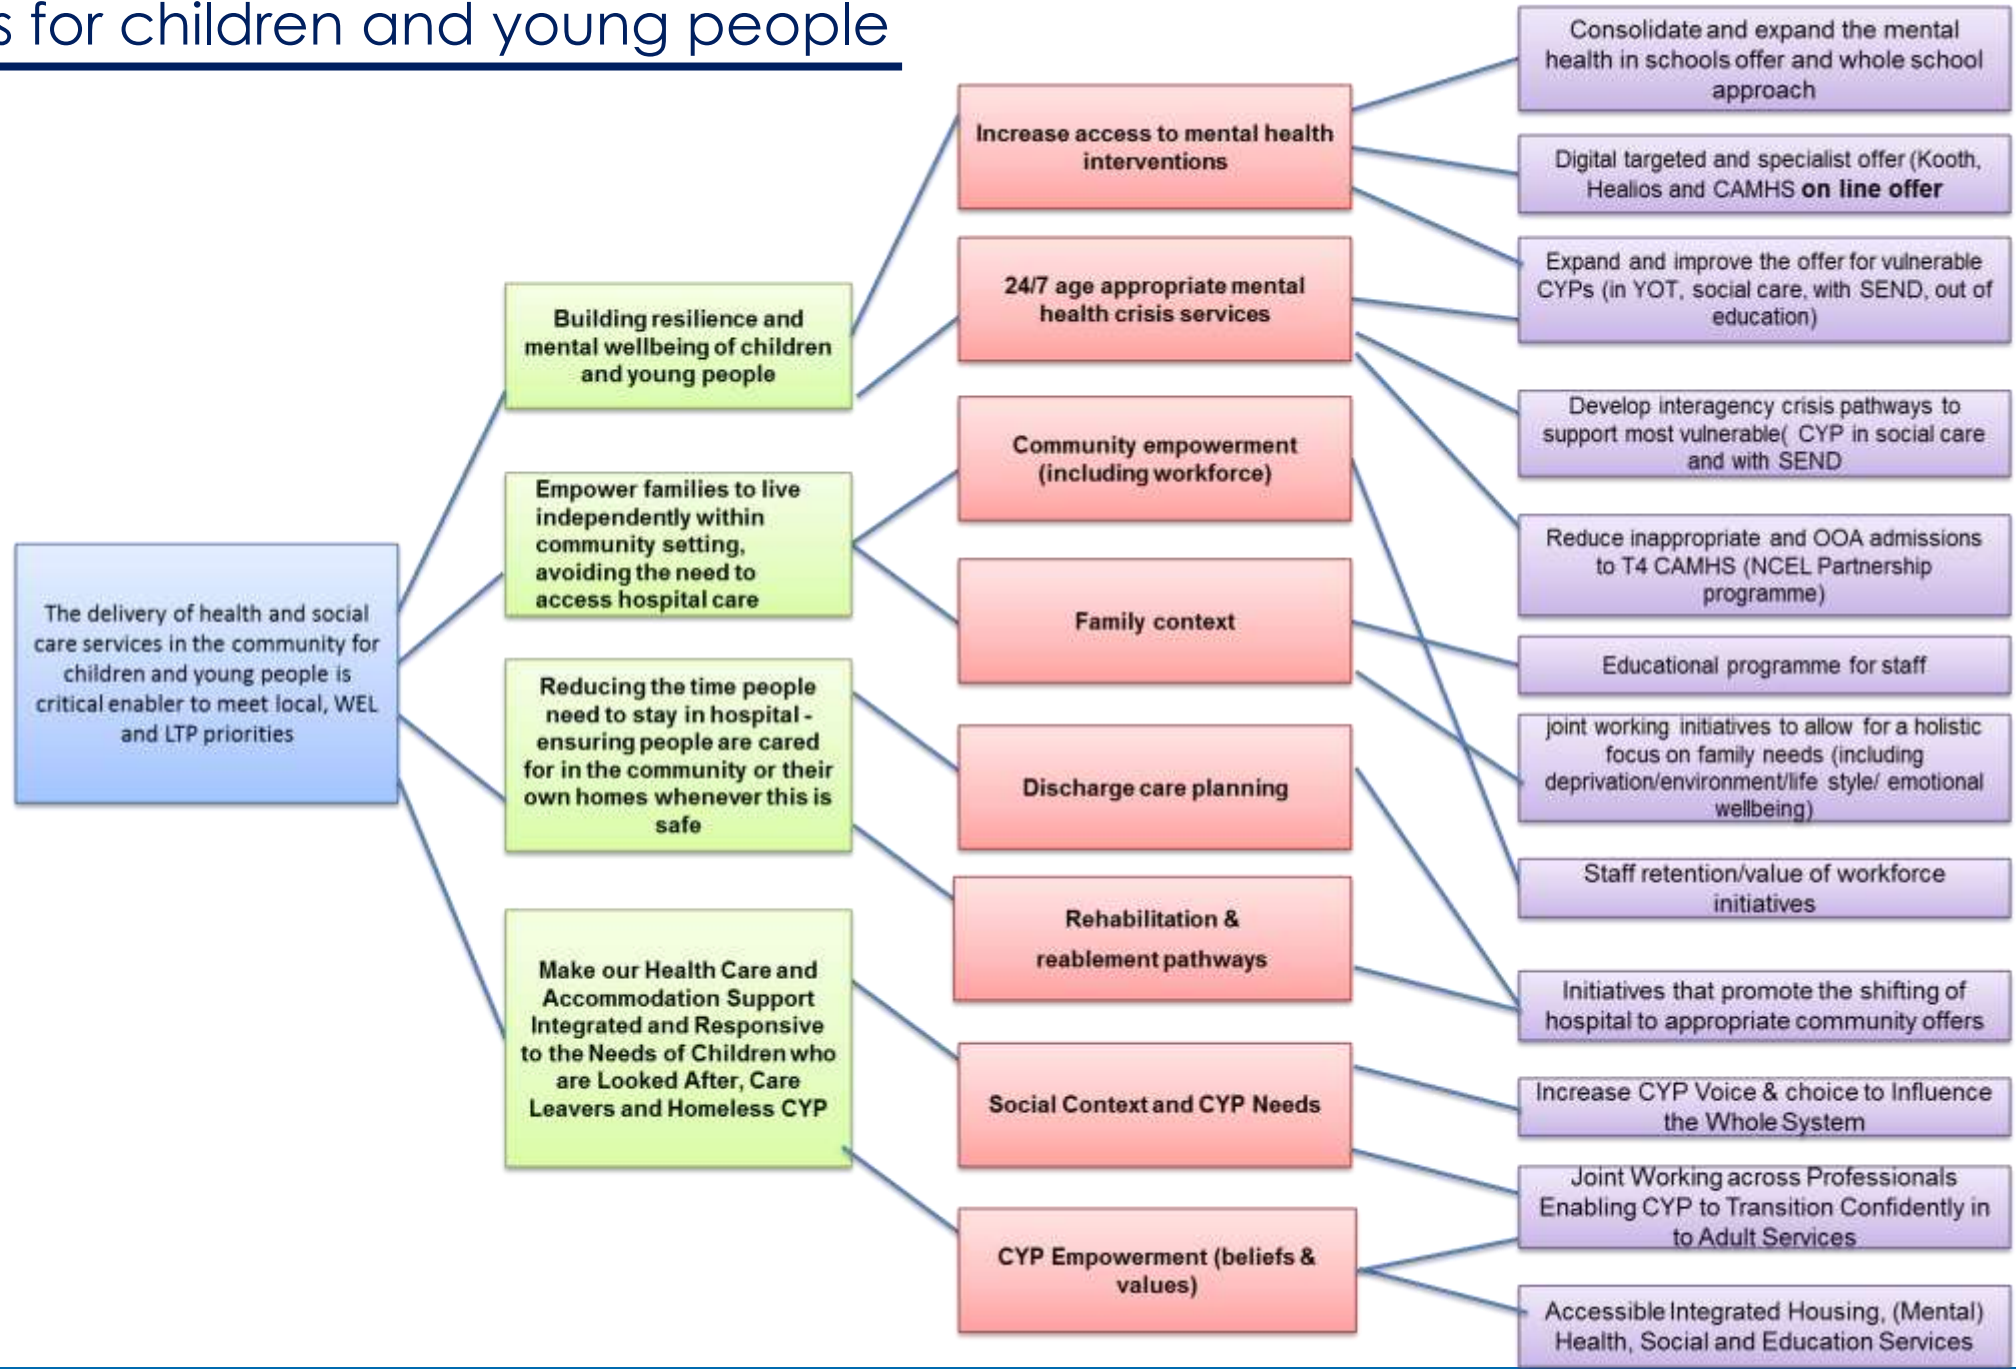 s for children and young people
The delivery of health and social
care services in the community for
children and young people is
critical enabler to meet local, WEL
and LTP priorities
Building resilience and
mental wellbeing of children
and young people
Empower families to live
independently within
community setting,
avoiding the need to
access hospital care
Reducing the time people
need to stay in hospital -
ensuring people are cared
for in the community or their
own homes whenever this is
safe
Make our Health Care and
Accommodation Support
Integrated and Responsive
to the Needs of Children who
are Looked After, Care
Leavers and Homeless CYP
Increase access to mental health
interventions
24/7 age appropriate mental
health crisis services
Community empowerment
(including workforce)
Family context
Discharge care planning
Rehabilitation &
reablement pathways
Social Context and CYP Needs
CYP Empowerment (beliefs &
values)
Consolidate and expand the mental
health in schools offer and whole school
approach
Digital targeted and specialist offer (Kooth,
Healios and CAMHS on line offer
Expand and improve the offer for vulnerable
CYPs (in YOT, social care, with SEND, out of
education)
Develop interagency crisis pathways to
support most vulnerable( CYP in social care
and with SEND
Reduce inappropriate and OOA admissions
to T4 CAMHS (NCEL Partnership
programme)
Educational programme for staff
joint working initiatives to allow for a holistic
focus on family needs (including
deprivation/environment/life style/ emotional
wellbeing)
Staff retention/value of workforce
initiatives
Initiatives that promote the shifting of
hospital to appropriate community offers
Increase CYP Voice & choice to Influence
the Whole System
Joint Working across Professionals
Enabling CYP to Transition Confidently in
to Adult Services
Accessible Integrated Housing, (Mental)
Health, Social and Education Services